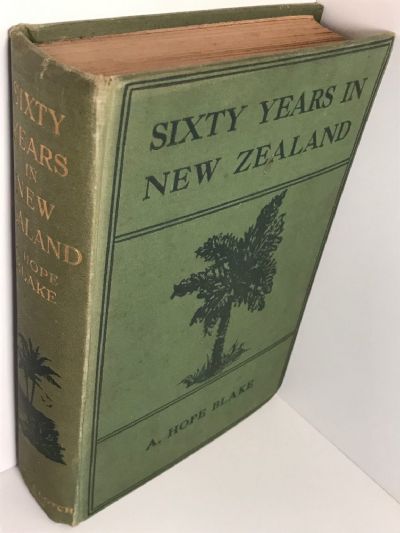 SIXTY YEARS IN
NEW ZEALAND
A. HOPE BLAKE
SIXTY
YEARS
IN
NEW
ZEALAND
A. HOPE
BLAKE